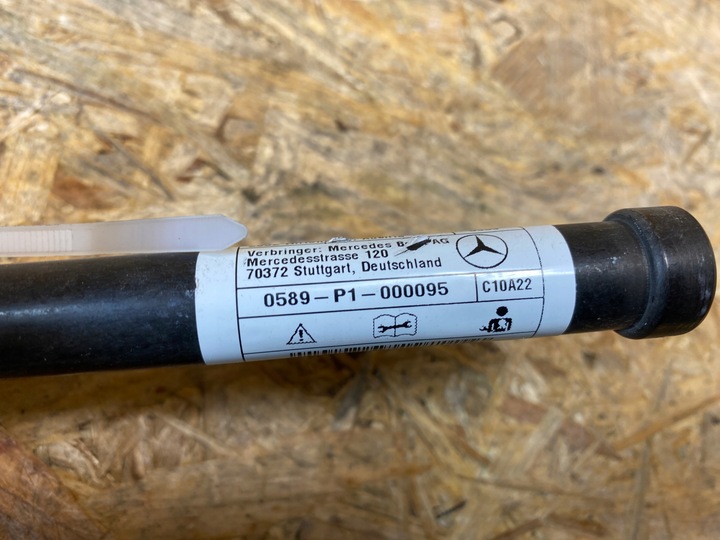 Verbringer: Mercedes B AG
Mercedesstrasse 120
70372 Stuttgart, Deutschland
0589-P1-000095
C10A22